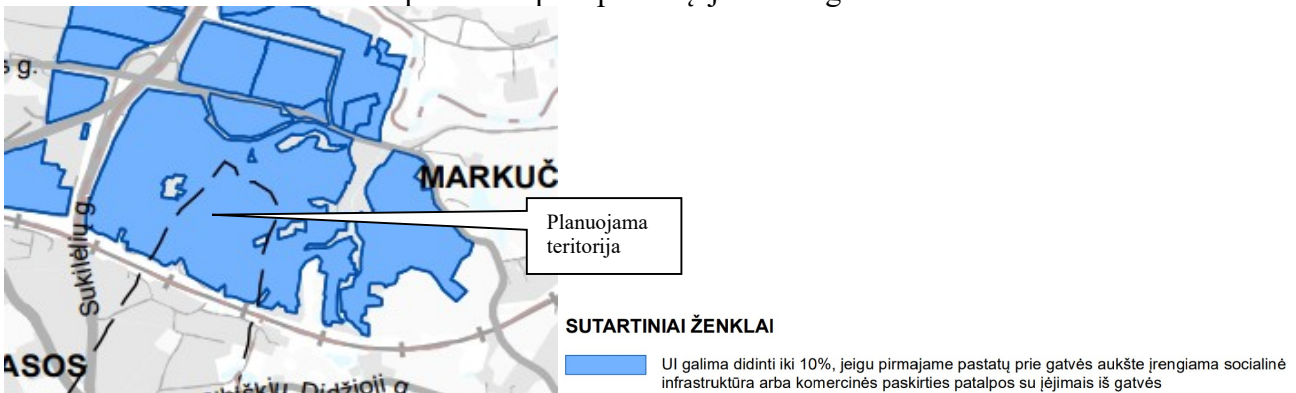 s g.
MARKUČ
Planuojama
teritorija
Sukilėlių g.
ASOS
Didžioji g
SUTARTINIAI ŽENKLAI
UI galima didinti iki 10%, jeigu pirmajame pastatų prie gatvės aukšte įrengiama socialinė
infrastruktūra arba komercinės paskirties patalpos su įėjimais iš gatvės